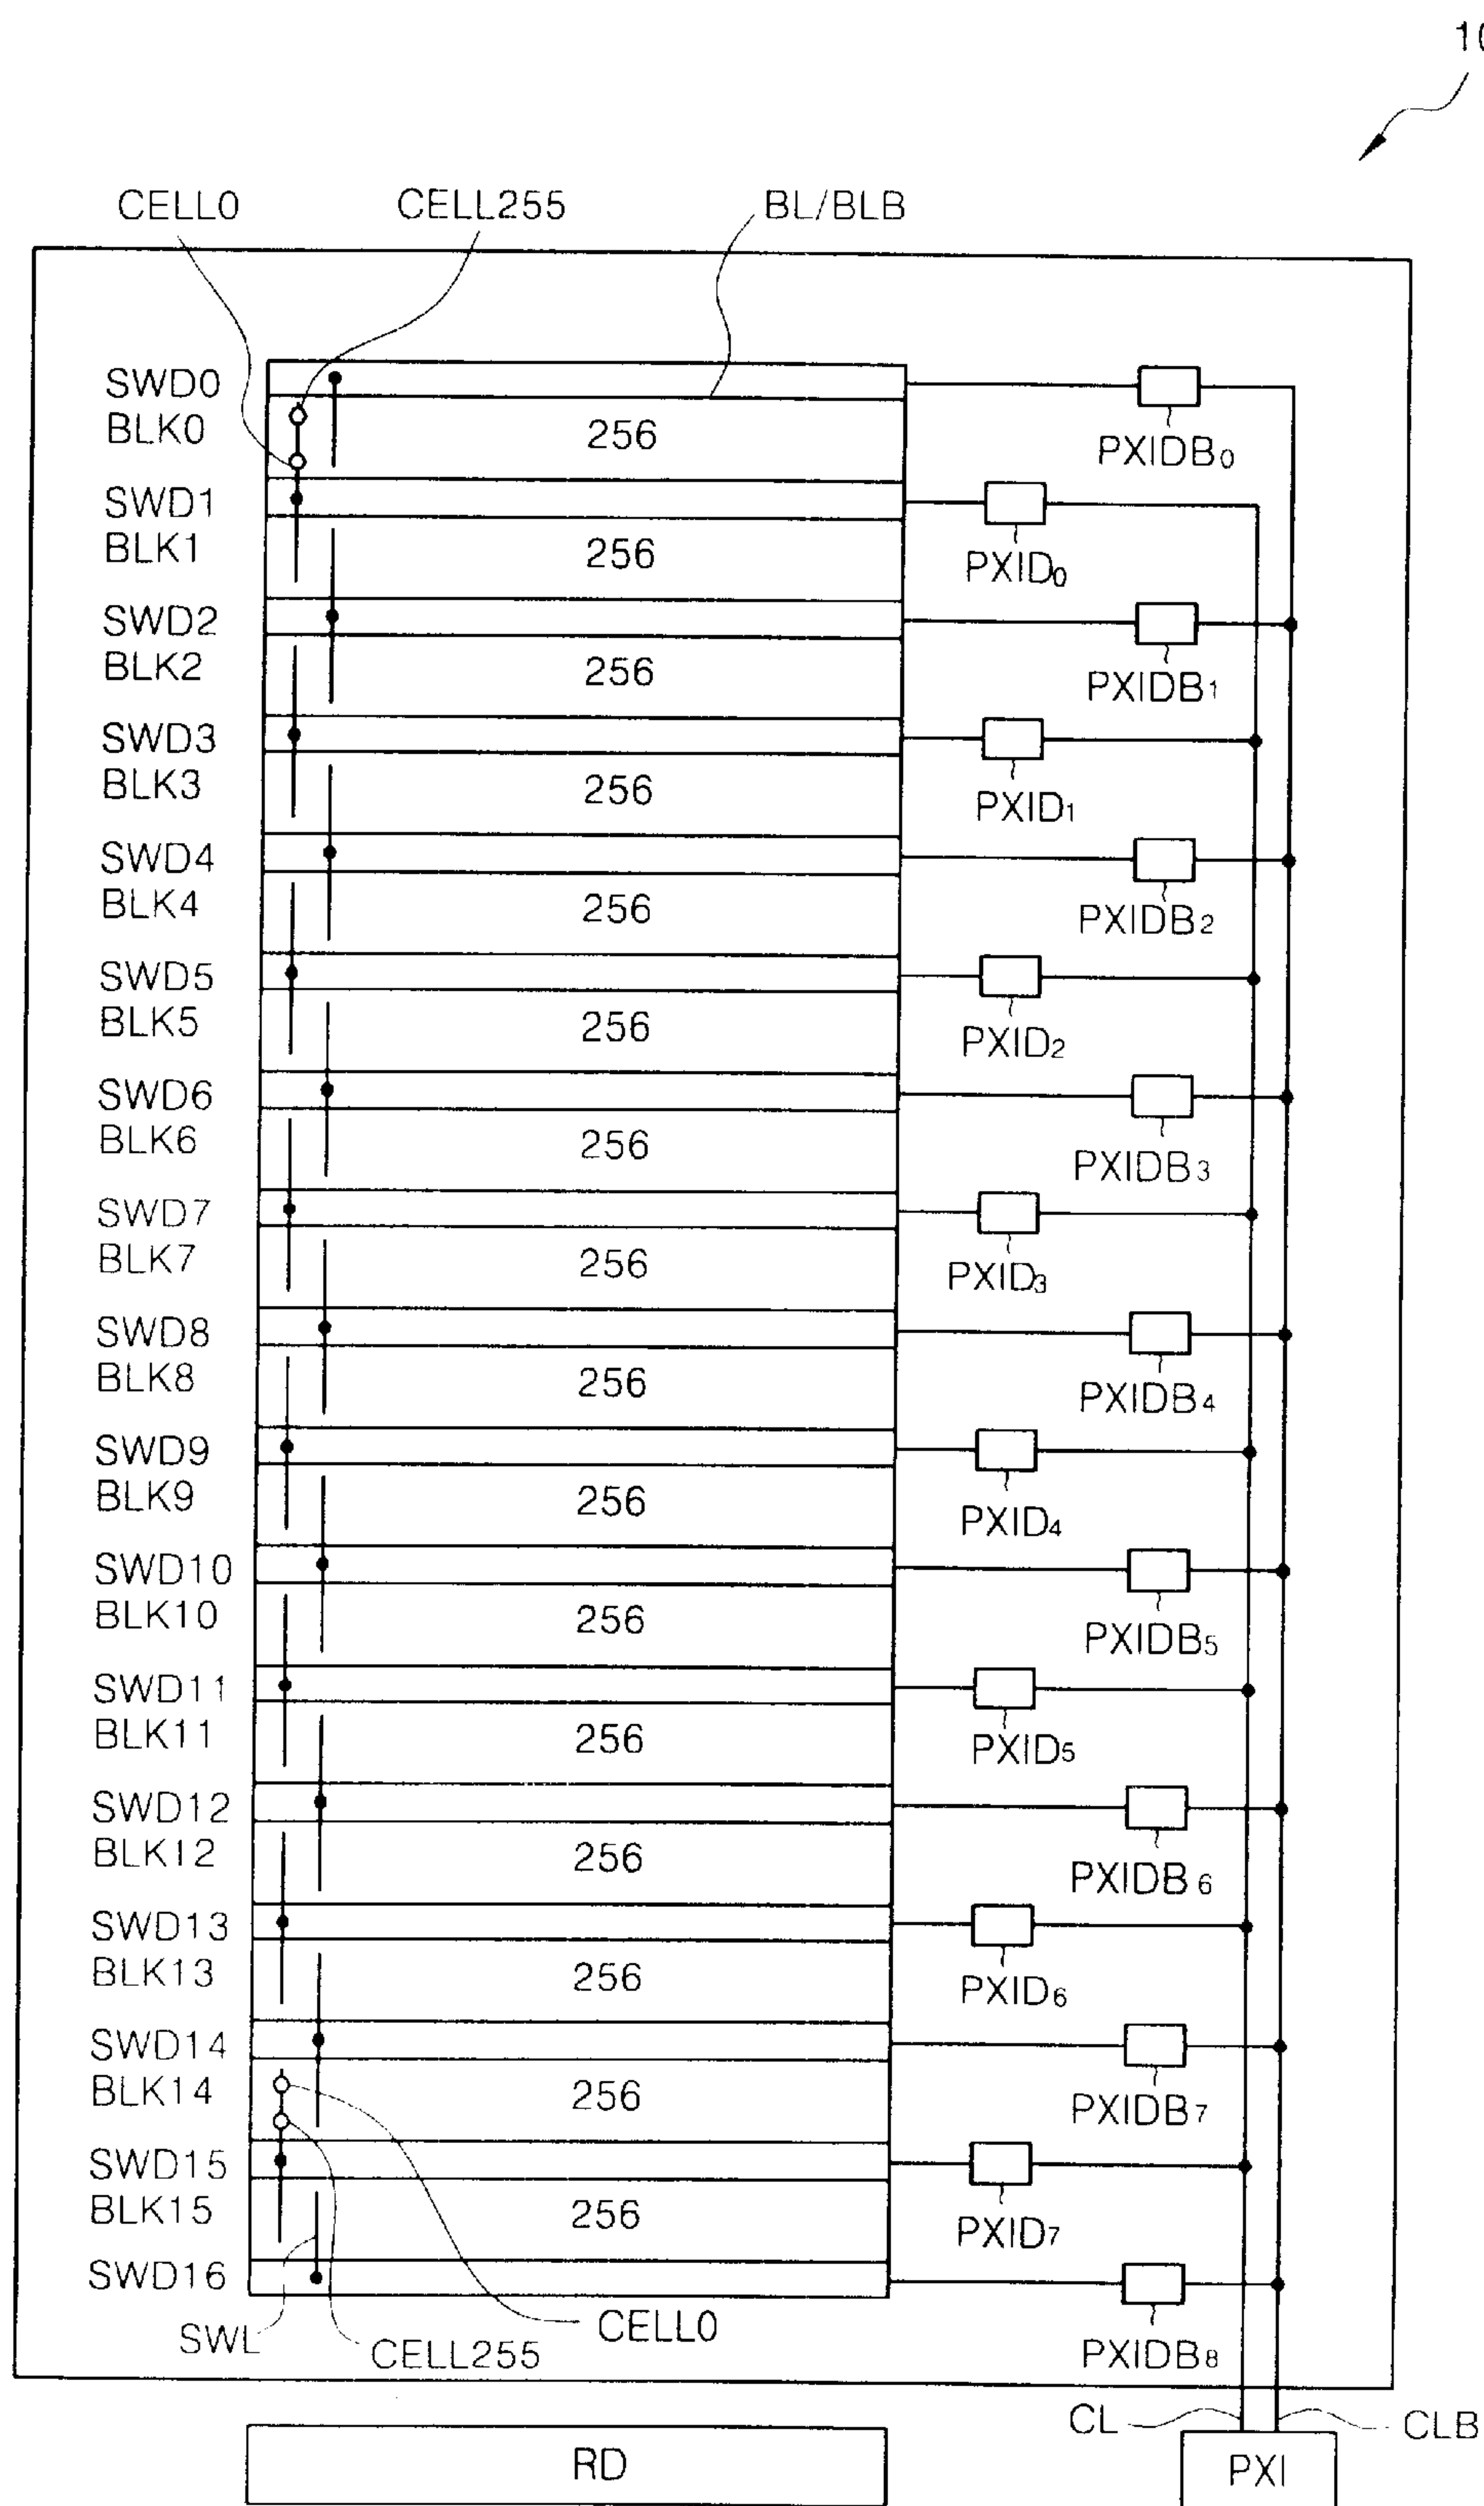 10
CELL0 CELL255 BL/BLB
SWD0
BLK0 256 PXIDB0
SWD1
BLK1 256 PXID0
SWD2
BLK2 256 PXIDB1
SWD3
BLK3 256 PXID1
SWD4
BLK4 256 PXIDB2
SWD5
BLK5 256 PXID2
SWD6
BLK6 256 PXIDB3
SWD7
BLK7 256 PXID3
SWD8
BLK8 256 PXIDB4
SWD9
BLK9 256 PXID4
SWD10
BLK10 256 PXIDB5
SWD11
BLK11 256 PXID5
SWD12
BLK12 256 PXIDB6
SWD13
BLK13 256 PXID6
SWD14
BLK14 256 PXIDB7
SWD15
BLK15 256 PXID7
SWD16
SWL CELL255 CELL0 PXIDB8
CL CLB
RD PXI